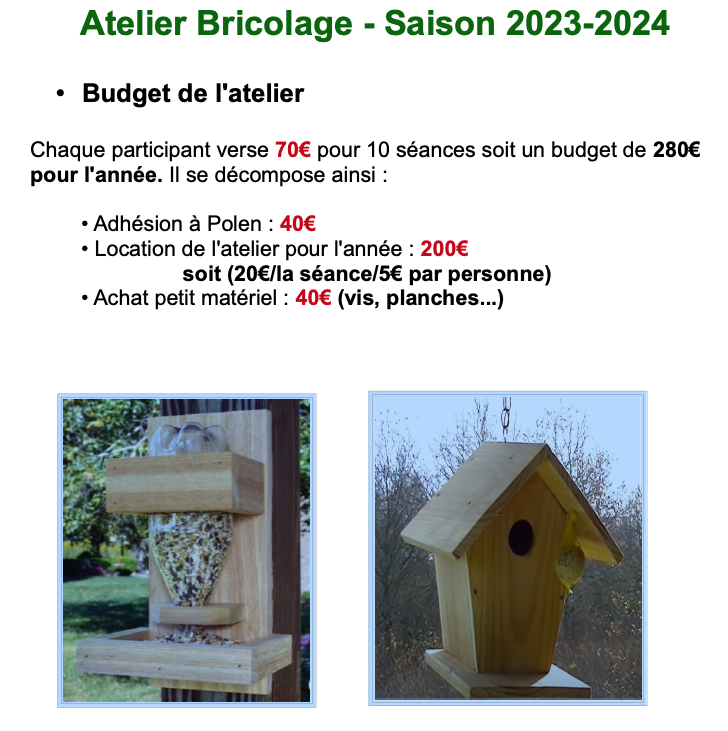 Atelier Bricolage - Saison 2023-2024
• Budget de l'atelier
Chaque participant verse 70€ pour 10 séances soit un budget de 280€
pour l'année. Il se décompose ainsi :
• Adhésion à Polen : 40€
• Location de l'atelier pour l'année : 200€
soit (20€/la séance/5€ par personne)
• Achat petit matériel : 40€ (vis, planches...)